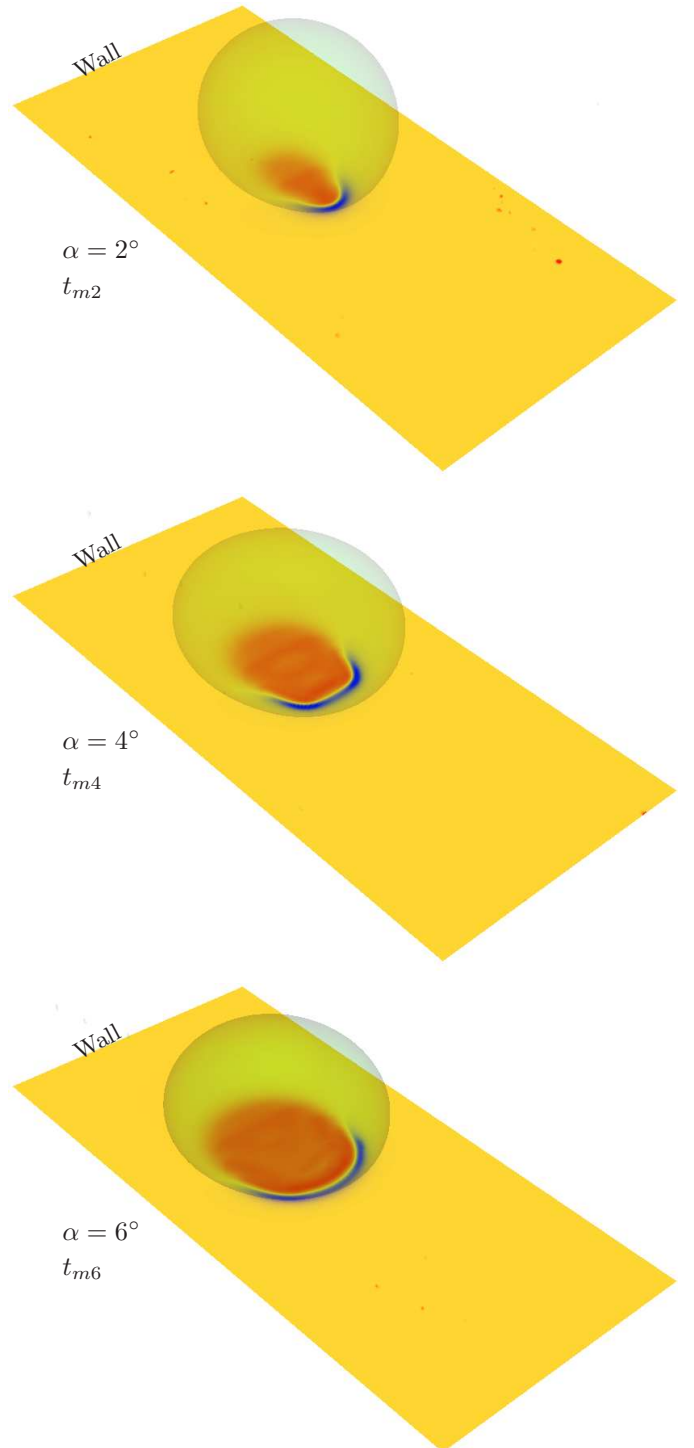 Wall
α = 2°
t_{m2}
Wall
α = 4°
t_{m4}
Wall
α = 6°
t_{m6}